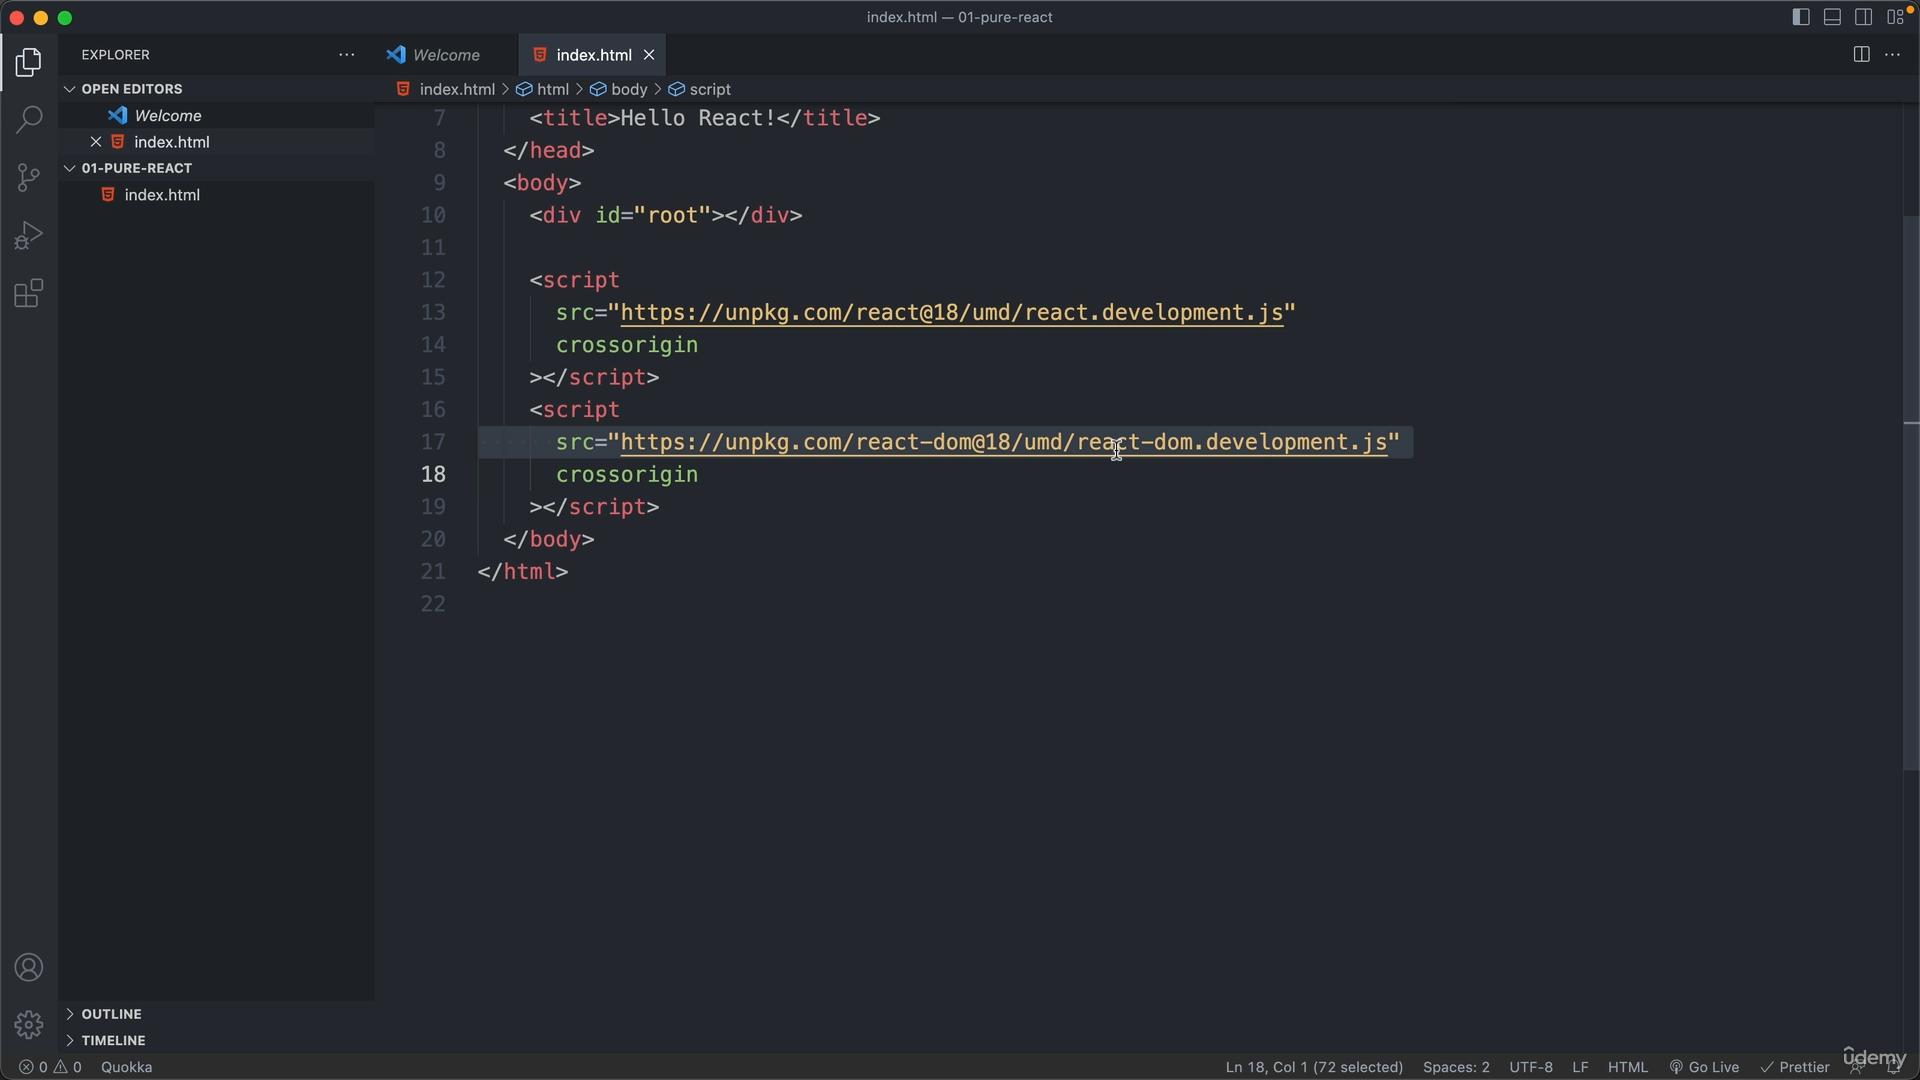 index.html — 01-pure-react
EXPLORER
OPEN EDITORS
Welcome
index.html
01-PURE-REACT
index.html
OUTLINE
TIMELINE
Welcome
index.html
index.html > html > body > script
7 <title>Hello React!</title>
8 </head>
9 <body>
10 <div id="root"></div>
11
12 <script
13 src="https://unpkg.com/react@18/umd/react.development.js"
14 crossorigin
15 ></script>
16 <script
17 src="https://unpkg.com/react-dom@18/umd/react-dom.development.js"
18 crossorigin
19 ></script>
20 </body>
21 </html>
22
0 0 Quokka
Ln 18, Col 1 (72 selected) Spaces: 2 UTF-8 LF HTML Go Live Prettier
ûdemy